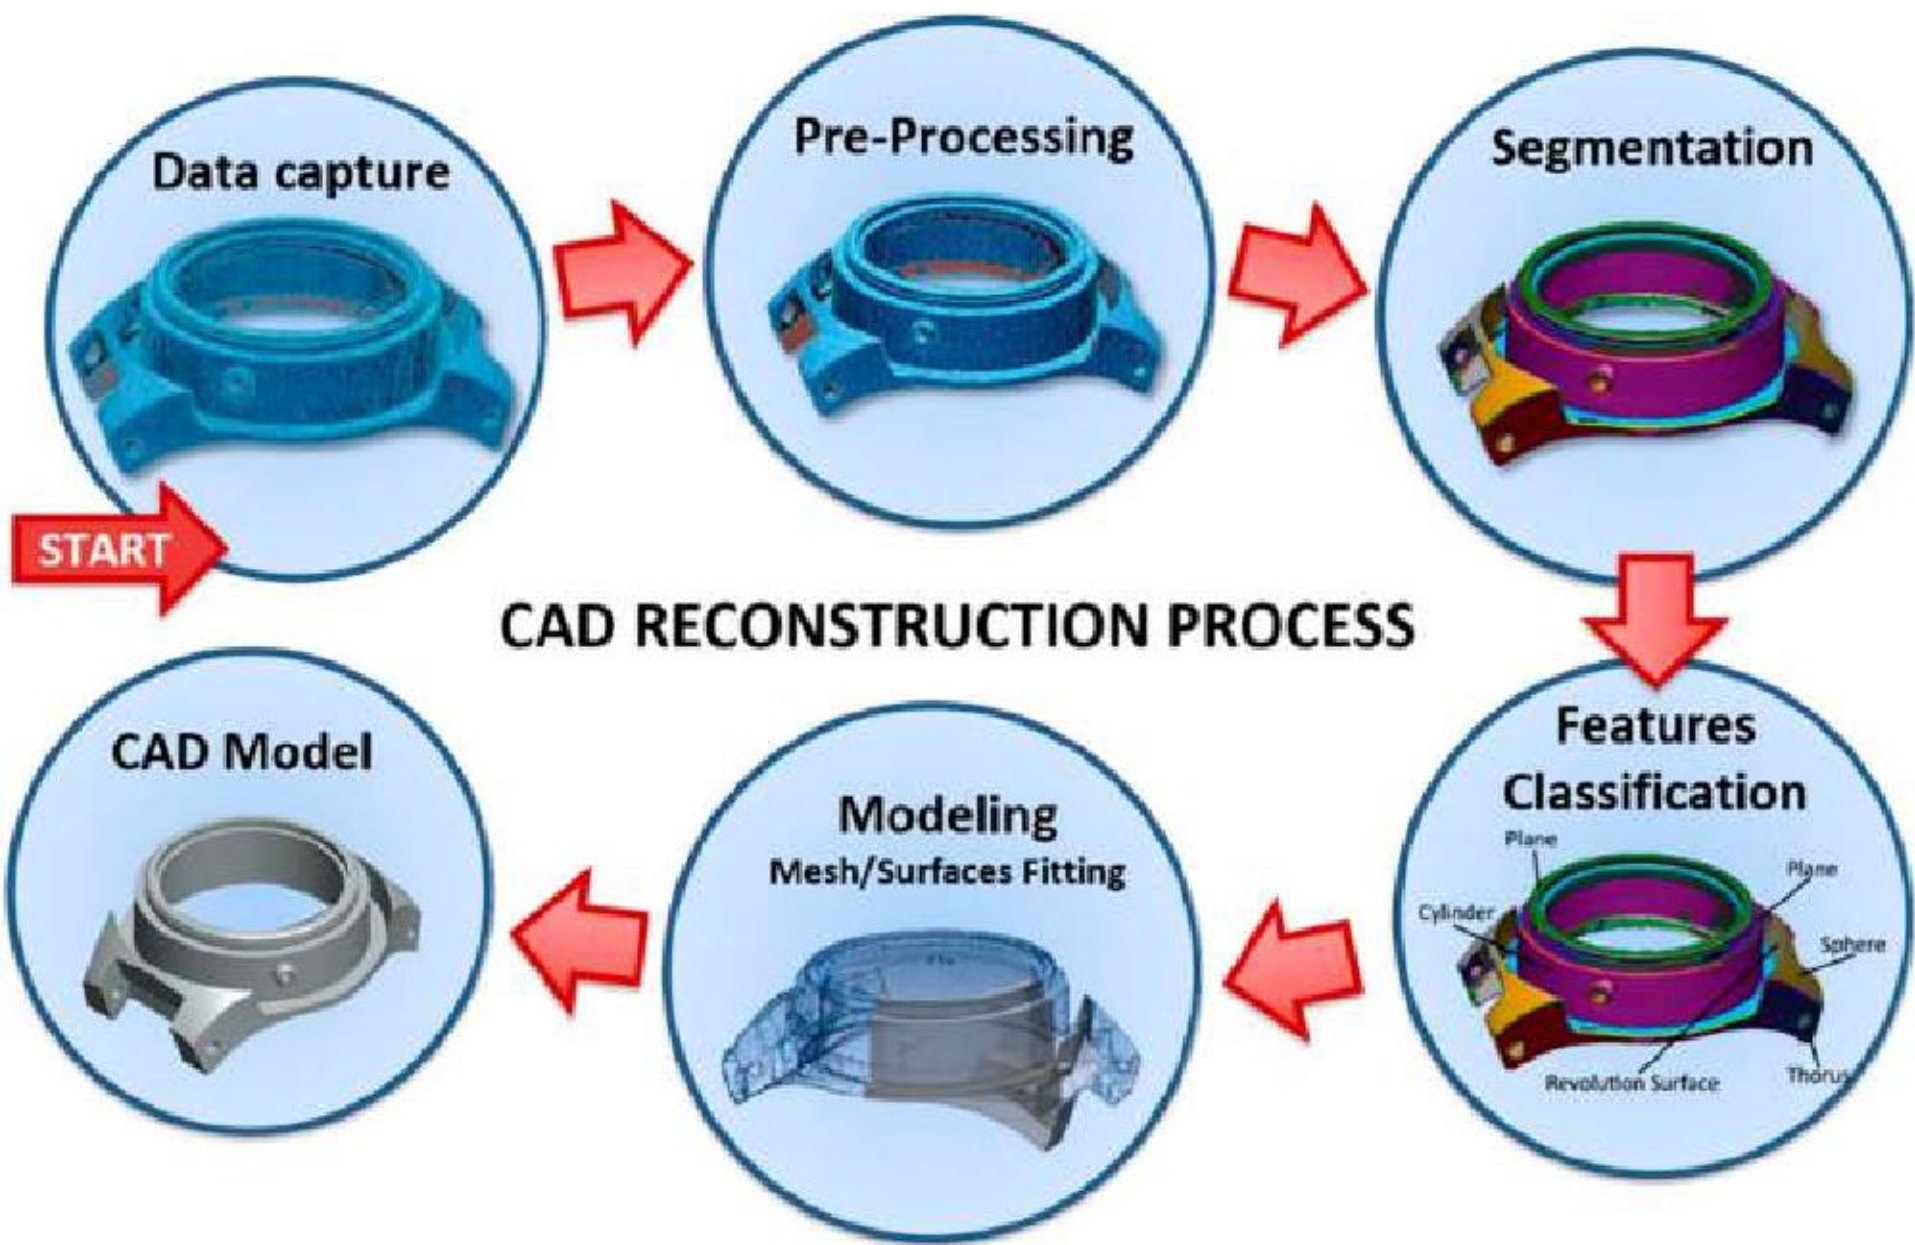 Data capture
Pre-Processing
Segmentation
START
CAD RECONSTRUCTION PROCESS
Features
Classification
Plane
Plane
Cylinder
Sphere
Revolution Surface
Thorus
Modeling
Mesh/Surfaces Fitting
CAD Model